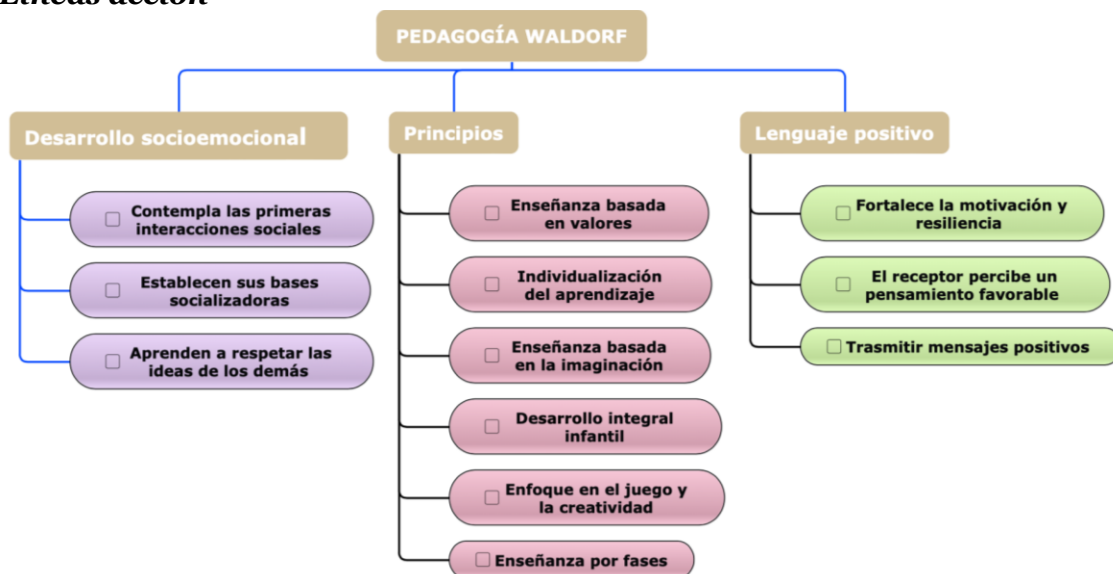 Líneas acción
PEDAGOGÍA WALDORF
Desarrollo socioemocional
Contempla las primeras
interacciones sociales
Establecen sus bases
socializadoras
Aprenden a respetar las
ideas de los demás
Principios
Enseñanza basada
en valores
Individualización
del aprendizaje
Enseñanza basada
en la imaginación
Desarrollo integral
infantil
Enfoque en el juego y
la creatividad
Enseñanza por fases
Lenguaje positivo
Fortalece la motivación y
resiliencia
El receptor percibe un
pensamiento favorable
Trasmitir mensajes positivos